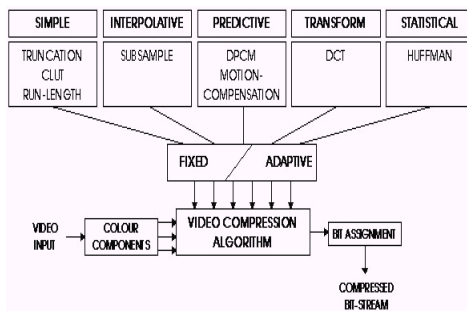 SIMPLE
INTERPOLATIVE
PREDICTIVE
TRANSFORM
STATISTICAL
TRUNCATION
CLUT
RUN-LENGTH
SUBSAMPLE
DPCM
MOTION-
COMPENSATION
DCT
HUFFMAN
FIXED
ADAPTIVE
VIDEO
INPUT
COLOUR
COMPONENTS
VIDEO COMPRESSION
ALGORITHM
BIT ASSIGNMENT
COMPRESSED
BIT-STREAM